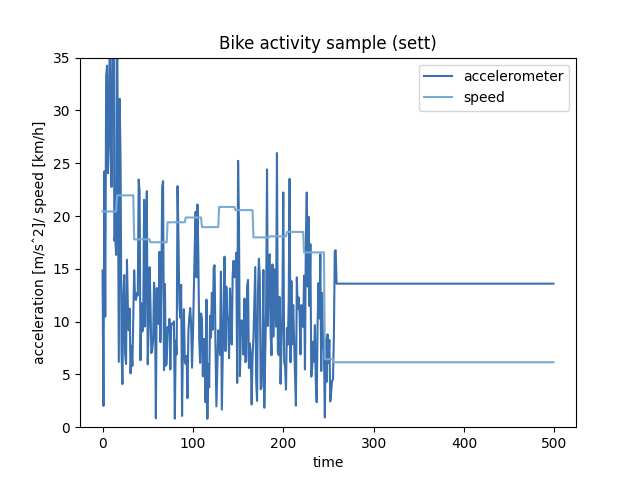 Bike activity sample (sett)
accelerometer
speed
acceleration [m/s^2]/ speed [km/h]
35
30
25
20
15
10
5
0
0 100 200 300 400 500
time